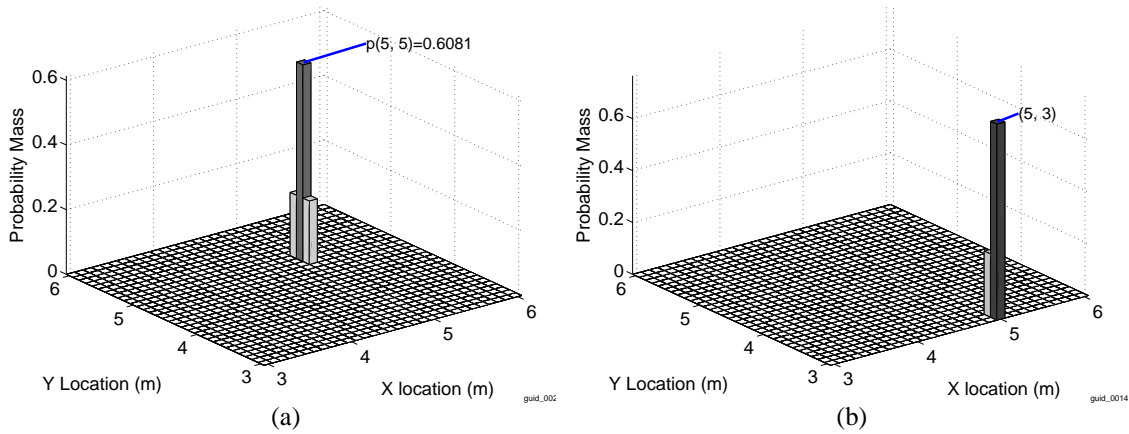 p(5, 5)=0.6081
0.6
0.4
0.2
0
Probability Mass
6
5
4
3
Y Location (m)
3
4
5
6
X location (m)
guid_002
(a)
(5, 3)
0.6
0.4
0.2
0
Probability Mass
6
5
4
3
Y Location (m)
3
4
5
6
X location (m)
guid_0014
(b)